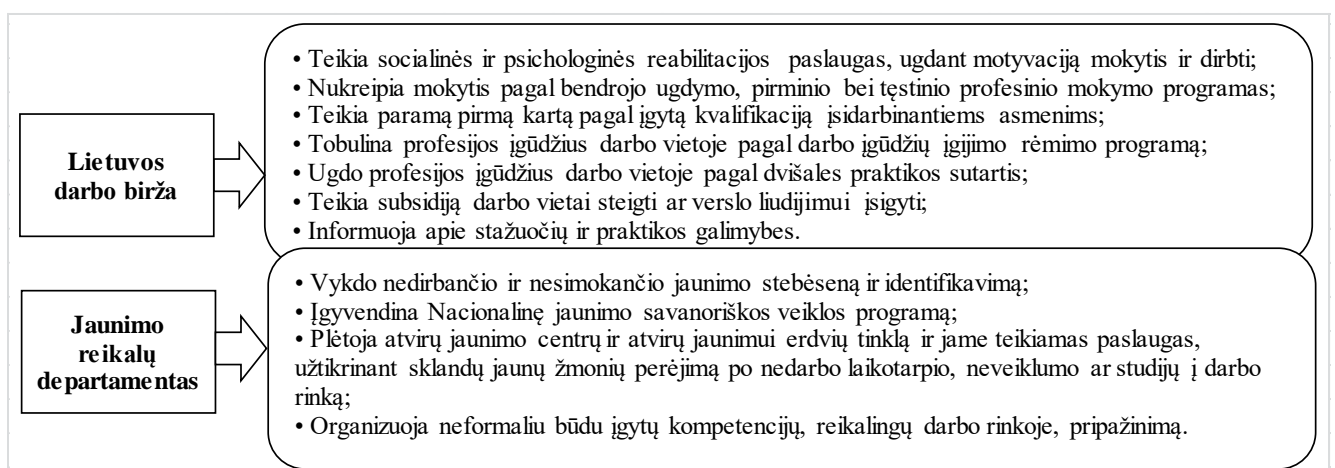 Lietuvos
darbo birža
• Teikia socialinės ir psichologinės reabilitacijos paslaugas, ugdant motyvaciją mokytis ir dirbti;
• Nukreipia mokytis pagal bendrojo ugdymo, pirminio bei tęstinio profesinio mokymo programas;
• Teikia paramą pirmą kartą pagal įgytą kvalifikaciją įsidarbinantiems asmenims;
• Tobulina profesijos įgūdžius darbo vietoje pagal darbo įgūdžių įgijimo rėmimo programą;
• Ugdo profesijos įgūdžius darbo vietoje pagal dvišales praktikos sutartis;
• Teikia subsidiją darbo vietai steigti ar verslo liudijimui įsigyti;
• Informuoja apie stažuočių ir praktikos galimybes.
Jaunimo
reikalų
departamentas
• Vykdo nedirbančio ir nesimokančio jaunimo stebėseną ir identifikavimą;
• Įgyvendina Nacionalinę jaunimo savanoriškos veiklos programą;
• Plėtoja atvirų jaunimo centrų ir atvirų jaunimui erdvių tinklą ir jame teikiamas paslaugas,
užtikrinant sklandų jaunų žmonių perėjimą po nedarbo laikotarpio, neveiklumo ar studijų į darbo
rinką;
• Organizuoja neformaliu būdu įgytų kompetencijų, reikalingų darbo rinkoje, pripažinimą.